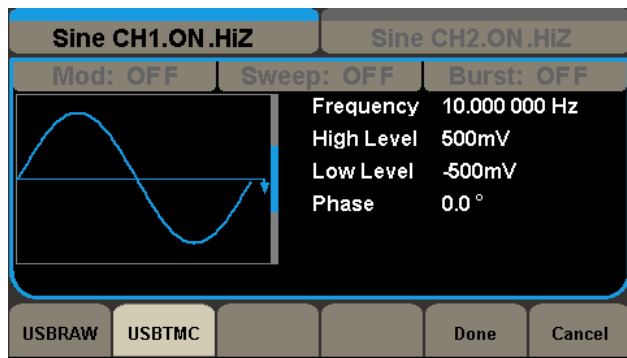 Sine CH1.ON.HiZ Sine CH2.ON.HiZ
Mod: OFF Sweep: OFF Burst: OFF
Frequency 10.000 000 Hz
High Level 500mV
Low Level -500mV
Phase 0.0 °
USBRAW USBTMC Done Cancel